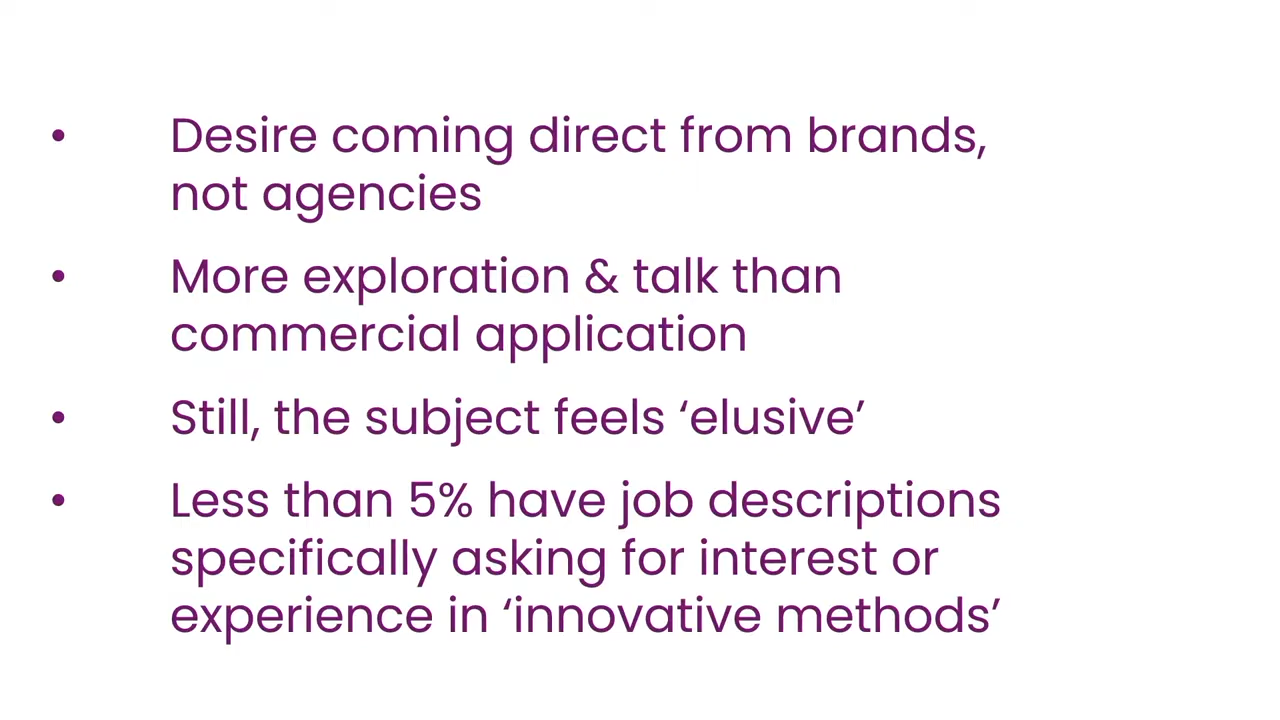 • Desire coming direct from brands,
not agencies
• More exploration & talk than
commercial application
• Still, the subject feels ‘elusive’
• Less than 5% have job descriptions
specifically asking for interest or
experience in ‘innovative methods’